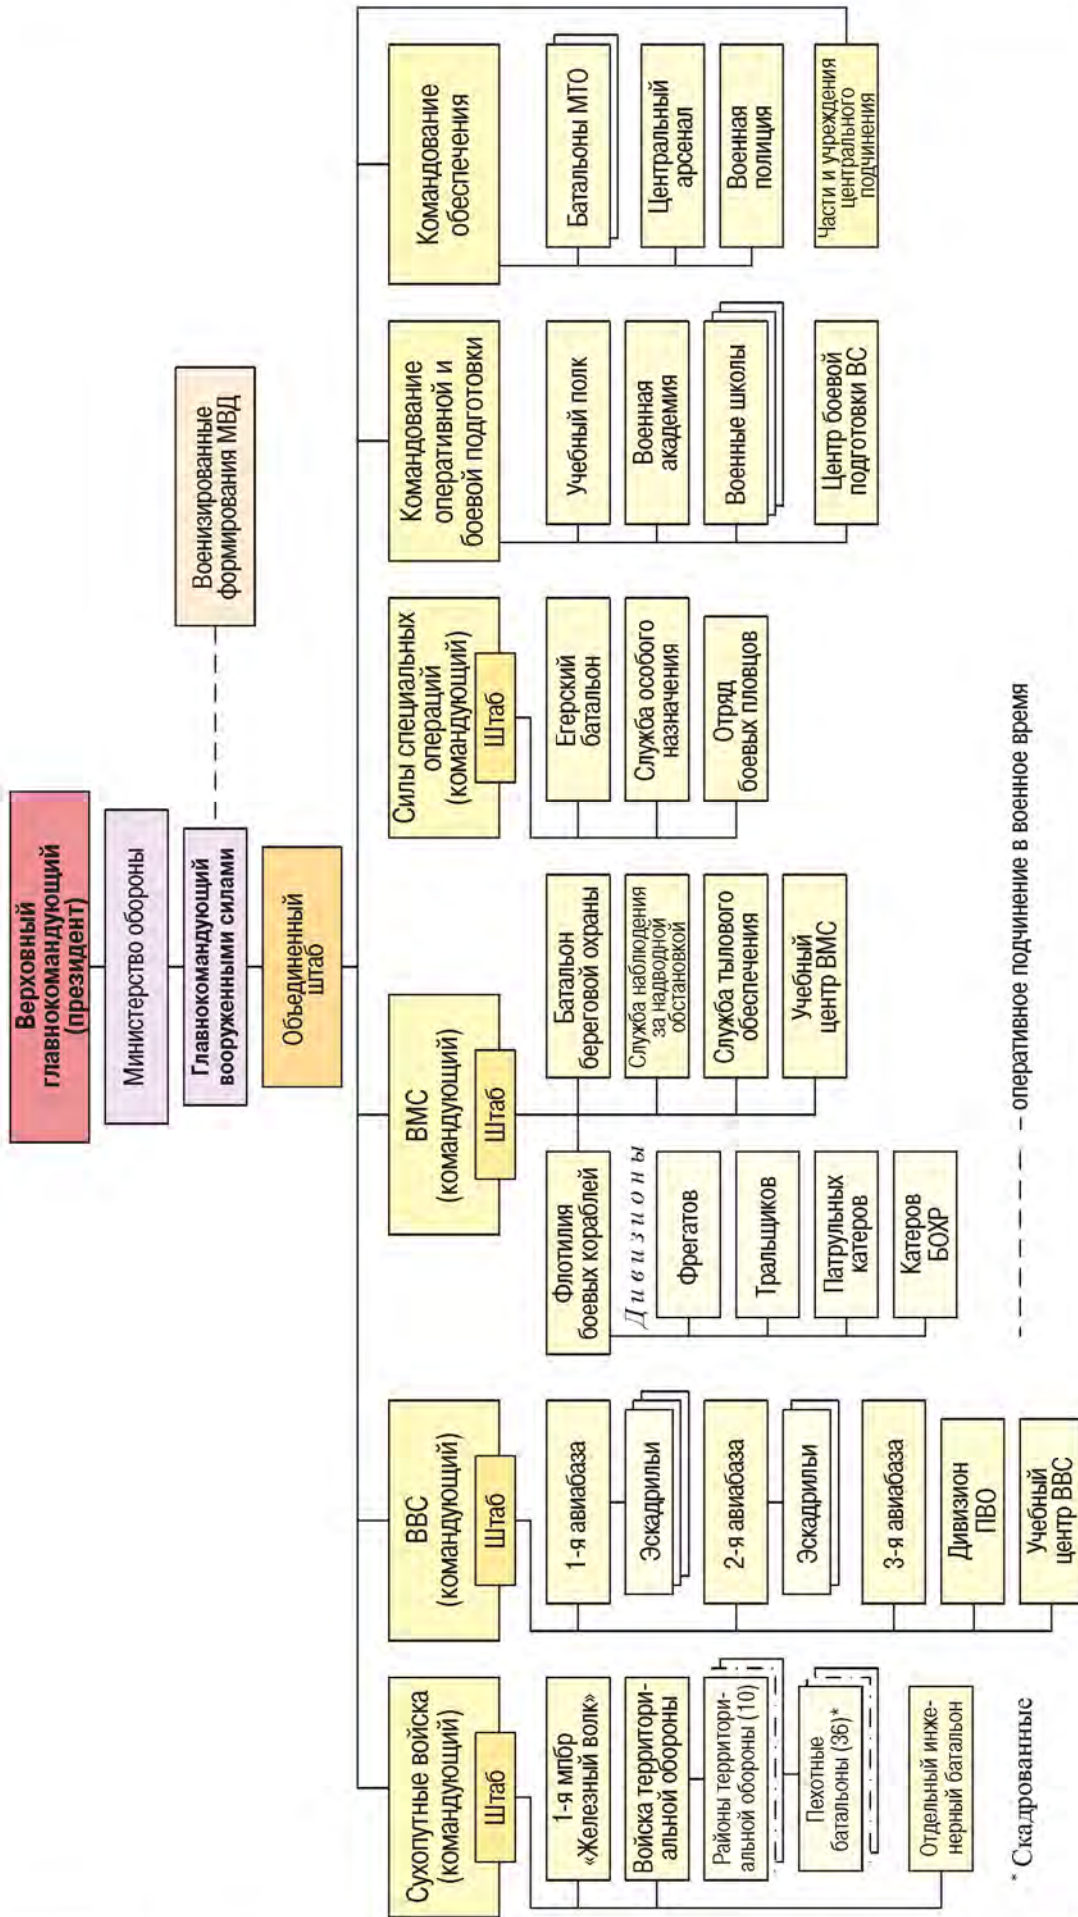 Верховный
главнокомандующий
(президент)
Министерство обороны
Главнокомандующий
вооруженными силами
Военизированные
формирования МВД
Объединенный
штаб
Сухопутные войска
(командующий)
Штаб
1-я мпбр
«Железный волк»
Войска территори-
альной обороны
Районы территори-
альной обороны (10)
Пехотные
батальоны (36)*
Отдельный инже-
нерный батальон
ВВС
(командующий)
Штаб
1-я авиабаза
Эскадрильи
2-я авиабаза
Эскадрильи
3-я авиабаза
Дивизион
ПВО
Учебный
центр ВВС
ВМС
(командующий)
Штаб
Флотилия
боевых кораблей
Дивизионы
Фрегатов
Тральщиков
Патрульных
катеров
Катеров
БОХР
Батальон
береговой охраны
Служба наблюдения
за надводной
обстановкой
Служба тылового
обеспечения
Учебный
центр ВМС
Силы специальных
операций
(командующий)
Штаб
Егерский
батальон
Служба особого
назначения
Отряд
боевых пловцов
Командование
оперативной и
боевой подготовки
Учебный полк
Военная
академия
Военные школы
Центр боевой
подготовки ВС
Командование
обеспечения
Батальоны МТО
Центральный
арсенал
Военная
полиция
Части и учреждения
центрального
подчинения
* Скадрованные
– оперативное подчинение в военное время